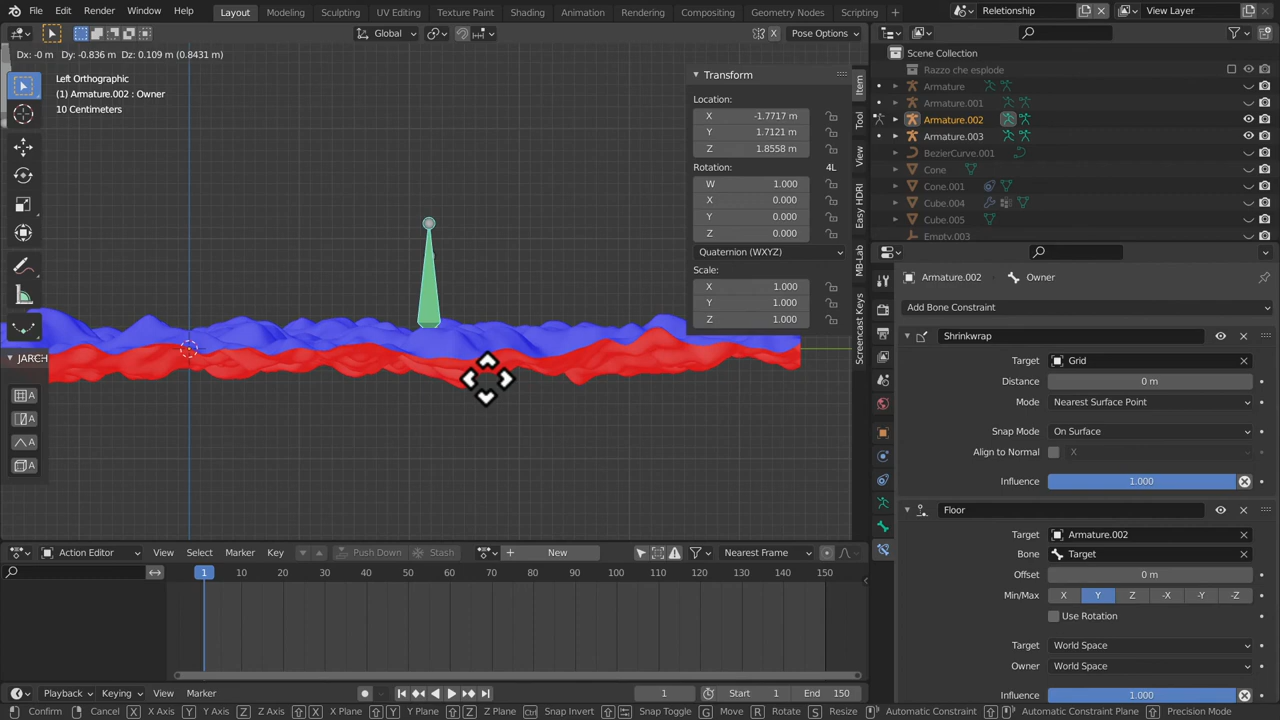 File Edit Render Window Help Layout Modeling Sculpting UV Editing Texture Paint Shading Animation Rendering Compositing Geometry Nodes Scripting + Relationship View Layer
Global Pose Options
Dx: -0 m Dy: -0.836 m Dz: 0.109 m (0.8431 m)
Left Orthographic
(1) Armature.002 : Owner
10 Centimeters
JARCH
A
A
A
A
Transform
Location:
X -1.7717 m
Y 1.7121 m
Z 1.8558 m
Rotation: 4L
W 1.000
X 0.000
Y 0.000
Z 0.000
Quaternion (WXYZ)
Scale:
X 1.000
Y 1.000
Z 1.000
Item
Tool
View
Easy HDRI
MB-Lab
Screencast Keys
Scene Collection
Razzo che esplode
Armature
Armature.001
Armature.002
Armature.003
BezierCurve.001
Cone
Cone.001
Cube.004
Cube.005
Empty.003
Armature.002 Owner
Add Bone Constraint
Shrinkwrap
Target Grid
Distance 0 m
Mode Nearest Surface Point
Snap Mode On Surface
Align to Normal X
Influence 1.000
Floor
Target Armature.002
Bone Target
Offset 0 m
Min/Max X Y Z -X -Y -Z
Use Rotation
Target World Space
Owner World Space
Influence 1.000
Action Editor View Select Marker Key Push Down Stash + New Nearest Frame
1 10 20 30 40 50 60 70 80 90 100 110 120 130 140 150
Playback Keying View Marker 1 Start 1 End 150
Confirm Cancel X X Axis Y Y Axis Z Z Axis X X Plane Y Y Plane Z Z Plane Snap Invert Snap Toggle G Move R Rotate S Resize Automatic Constraint Automatic Constraint Plane Precision Mode